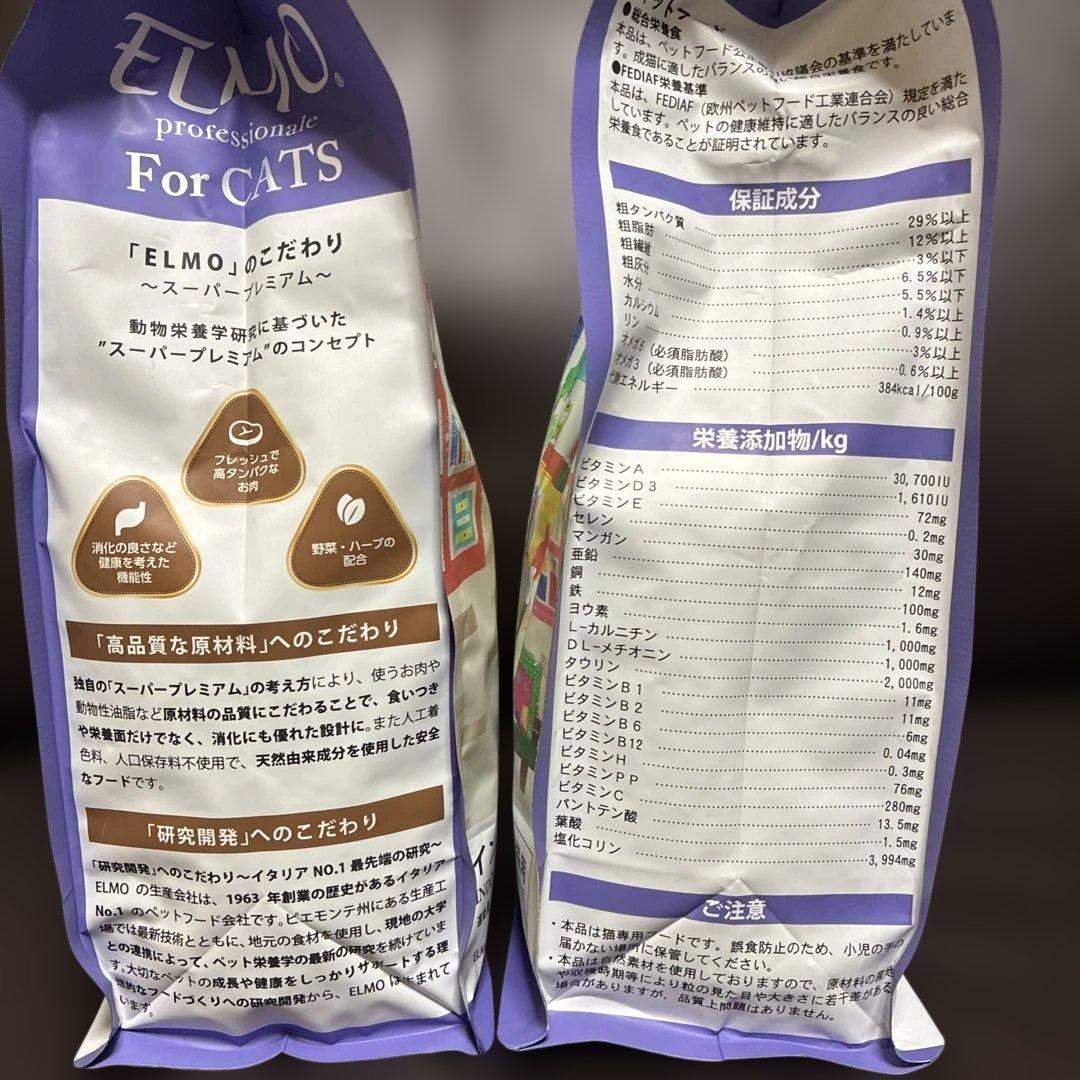 ELMO®
professionale
For CATS
「ELMO」のこだわり
～スーパープレミアム～
動物栄養学研究に基づいた
"スーパープレミアム"のコンセプト
フレッシュで
高タンパクな
お肉
消化の良さなど
健康を考えた
機能性
野菜・ハーブの
配合
「高品質な原材料」へのこだわり
独自の「スーパープレミアム」の考え方により、使うお肉や
動物性油脂など原材料の品質にこだわることで、食いつき
や栄養面だけでなく、消化にも優れた設計に。また人工着
色料、人口保存料不使用で、天然由来成分を使用した安全
なフードです。
「研究開発」へのこだわり
「研究開発」へのこだわり～イタリア NO.1 最先端の研究～
ELMO の生産会社は、1963 年創業の歴史があるイタリア
No.1 のペットフード会社です。ピエモンテ州にある生産工
場では最新技術とともに、地元の食材を使用し、現地の大学
との連携によって、ペット栄養学の最新の研究を続けていま
す。大切なペットの成長や健康をしっかりサポートする理
想的なフードづくりへの研究開発から、ELMO は生まれて
います。
●総合栄養食
本品は、ペットフード公 協議会の基準を満たしていま
す。成猫に適したバランスの 栄養食です。
●FEDIAF栄養基準
本品は、FEDIAF（欧州ペットフード工業連合会）規定を満た
しています。ペットの健康維持に適したバランスの良い総合
栄養食であることが証明されています。
保証成分
粗タンパク質 29％以上
粗脂肪 12％以上
粗繊維 3％以下
粗灰分 6.5％以下
水分 5.5％以下
カルシウム 1.4％以上
リン 0.9％以上
オメガ6（必須脂肪酸） 3％以上
オメガ3（必須脂肪酸） 0.6％以上
代謝エネルギー 384kcal/100g
栄養添加物/kg
ビタミンA 30,700IU
ビタミンD3 1,610IU
ビタミンE 72mg
セレン 0.2mg
マンガン 30mg
亜鉛 140mg
銅 12mg
鉄 100mg
ヨウ素 1.6mg
L-カルニチン 1,000mg
DL-メチオニン 1,000mg
タウリン 2,000mg
ビタミンB1 11mg
ビタミンB2 11mg
ビタミンB6 6mg
ビタミンB12 0.04mg
ビタミンH 0.3mg
ビタミンPP 76mg
ビタミンC 280mg
パントテン酸 13.5mg
葉酸 1.5mg
塩化コリン 3,994mg
ご注意
・本品は猫専用フードです。誤食防止のため、小児の手の
届かない場所に保管してください。
・本品は自然素材を使用しておりますので、原材料の産地
や収穫時期等により粒の見た目や大きさに若干差がある
場合がありますが、品質上問題はありません。